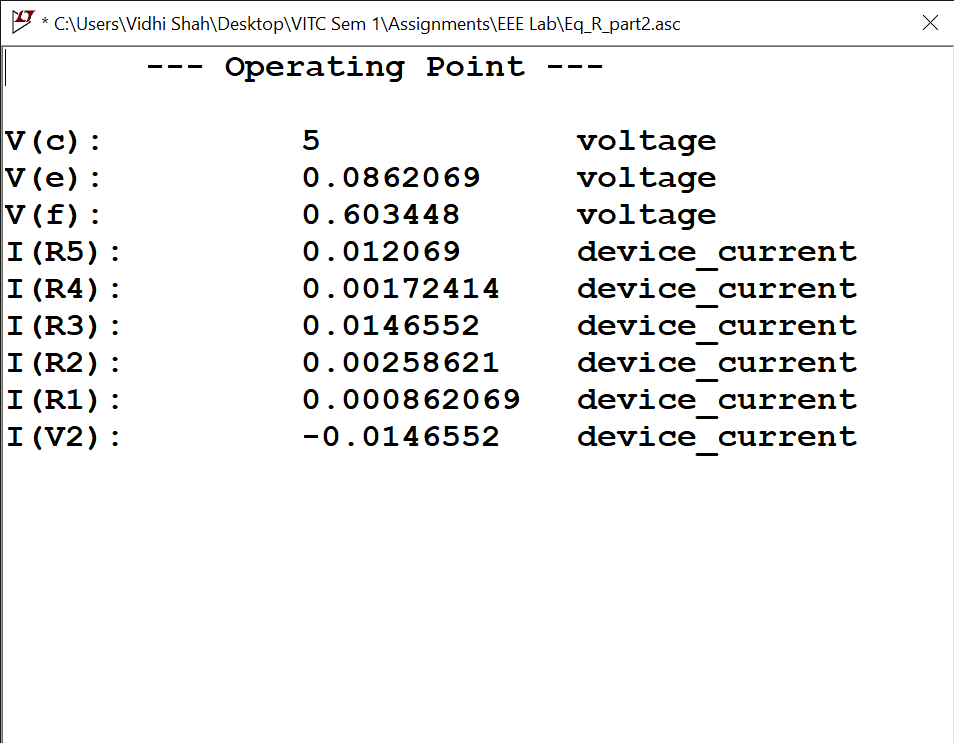 * C:\Users\Vidhi Shah\Desktop\VITC Sem 1\Assignments\EEE Lab\Eq_R_part2.asc
--- Operating Point ---
V(c): 5 voltage
V(e): 0.0862069 voltage
V(f): 0.603448 voltage
I(R5): 0.012069 device_current
I(R4): 0.00172414 device_current
I(R3): 0.0146552 device_current
I(R2): 0.00258621 device_current
I(R1): 0.000862069 device_current
I(V2): -0.0146552 device_current